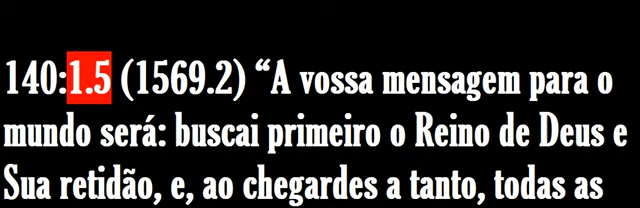 140:1.5 (1569.2) “A vossa mensagem para o
mundo será: buscai primeiro o Reino de Deus e
Sua retidão, e, ao chegardes a tanto, todas as